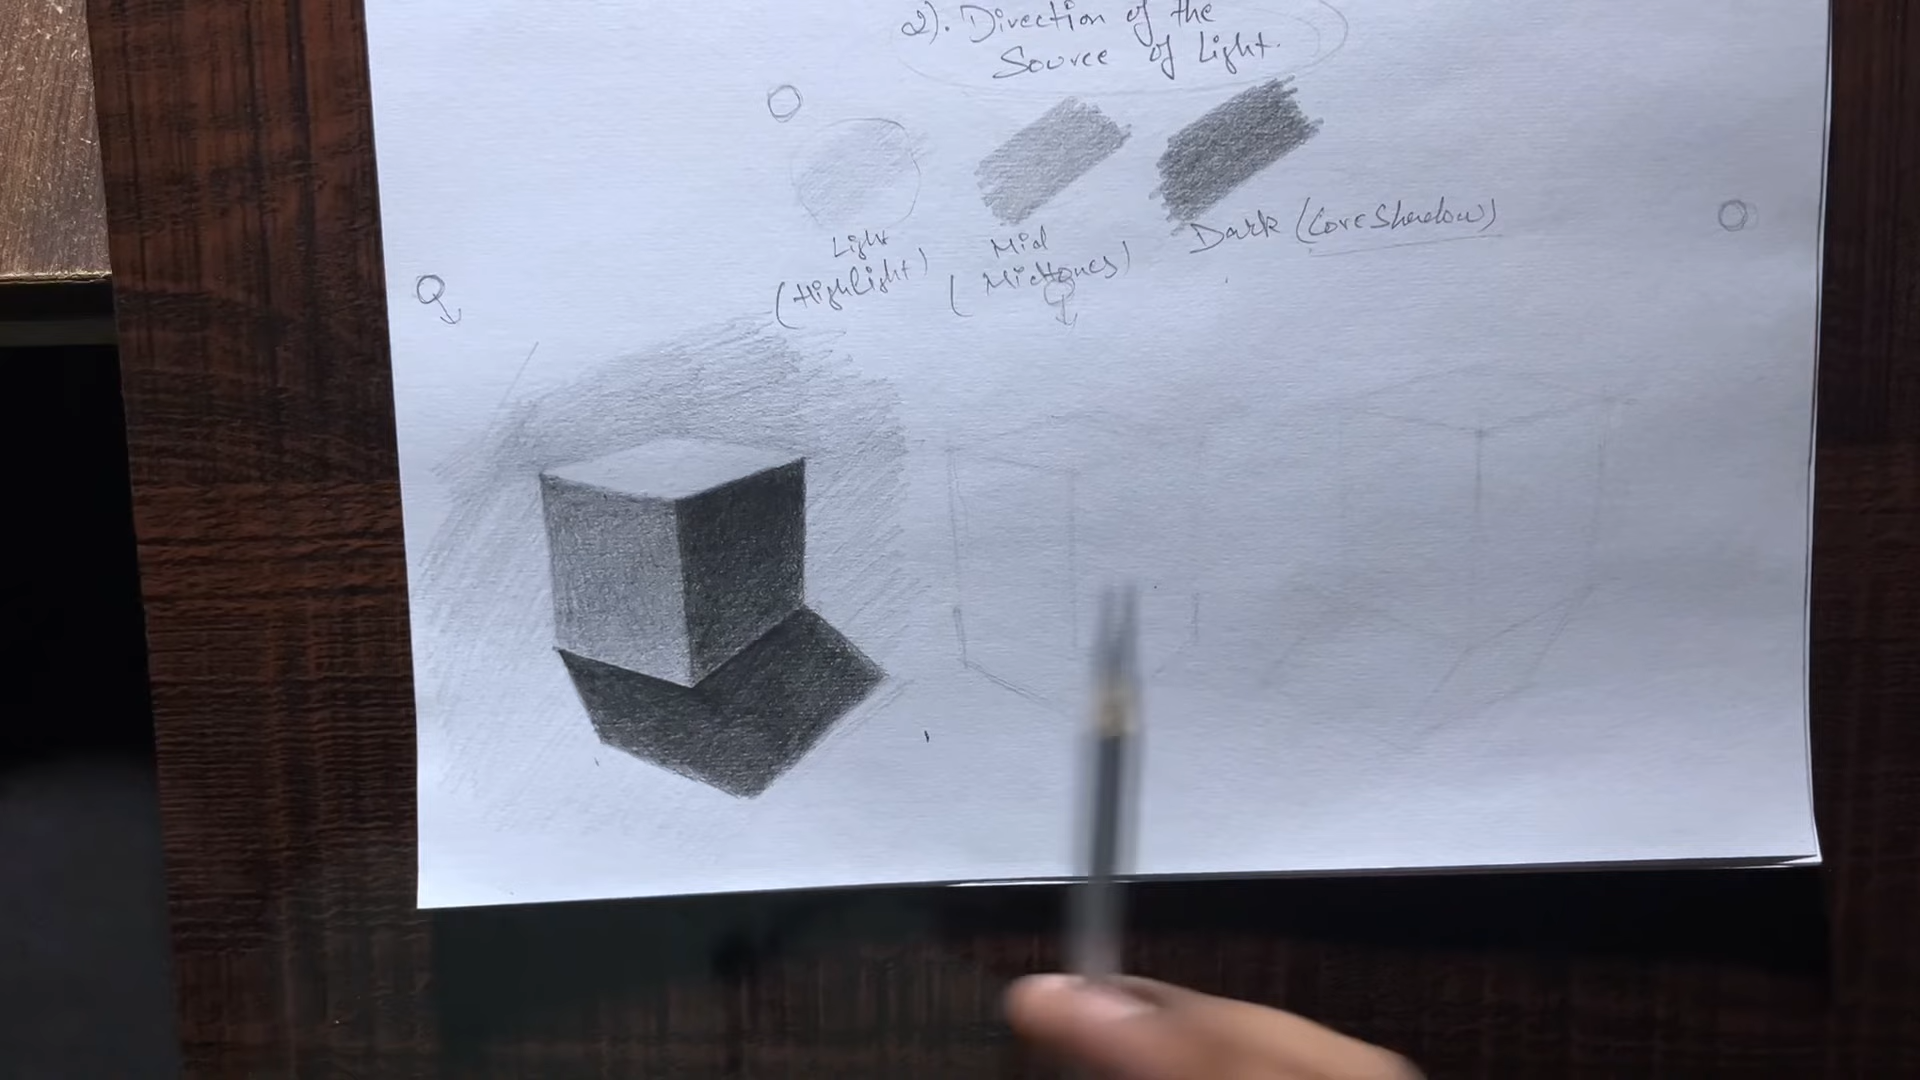 2). Direction of the
Source of Light.
Light
(Highlight)
Mid
(Midtones)
Dark (Core Shadow)